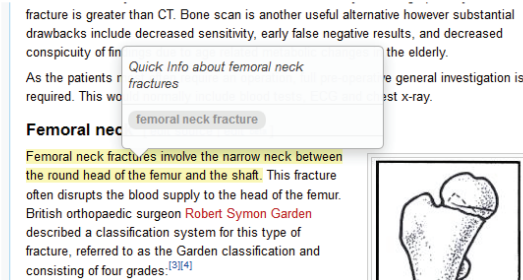 fracture is greater than CT. Bone scan is another useful alternative however substantial
drawbacks include decreased sensitivity, early false negative results, and decreased
conspicuity of fin the elderly.
Quick Info about femoral neck
fractures
femoral neck fracture
As the patients general investigation is
required. This wo est x-ray.
Femoral nec
Femoral neck fractures involve the narrow neck between
the round head of the femur and the shaft. This fracture
often disrupts the blood supply to the head of the femur.
British orthopaedic surgeon Robert Symon Garden
described a classification system for this type of
fracture, referred to as the Garden classification and
consisting of four grades:[3][4]